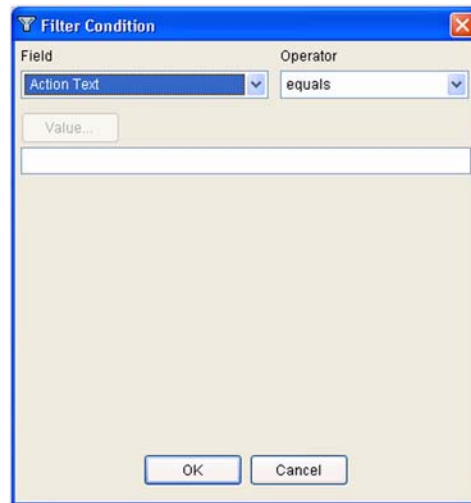 Filter Condition
Field Operator
Action Text equals
Value...
OK Cancel